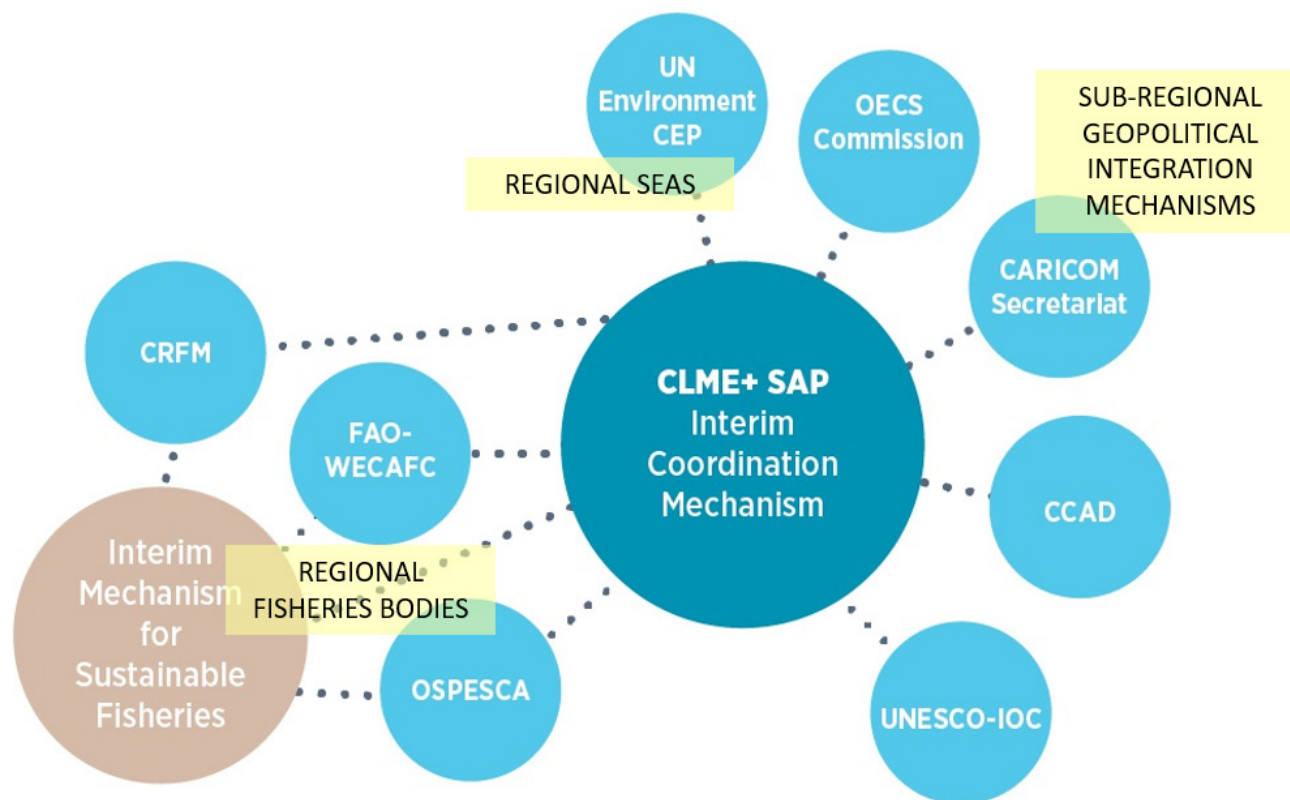 UN
Environment
CEP
OECS
Commission
SUB-REGIONAL
GEOPOLITICAL
INTEGRATION
MECHANISMS
REGIONAL SEAS
CARICOM
Secretariat
CRFM
FAO-
WECAFC
CLME+ SAP
Interim
Coordination
Mechanism
CCAD
Interim
Mechanism
for
Sustainable
Fisheries
REGIONAL
FISHERIES BODIES
OSPESCA
UNESCO-IOC